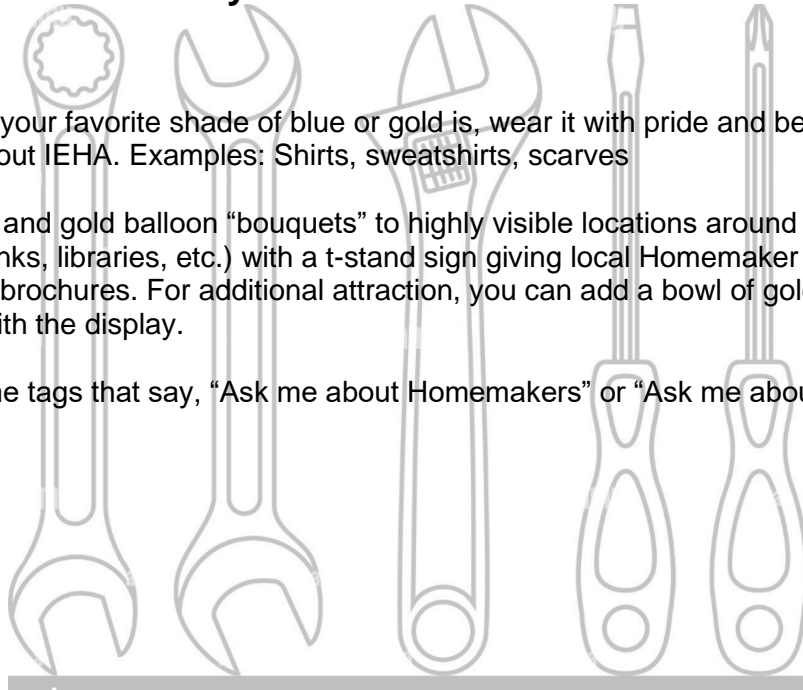 your favorite shade of blue or gold is, wear it with pride and be
out IEHA. Examples: Shirts, sweatshirts, scarves
and gold balloon “bouquets” to highly visible locations around
nks, libraries, etc.) with a t-stand sign giving local Homemaker
brochures. For additional attraction, you can add a bowl of gol
ith the display.
ne tags that say, “Ask me about Homemakers” or “Ask me abou